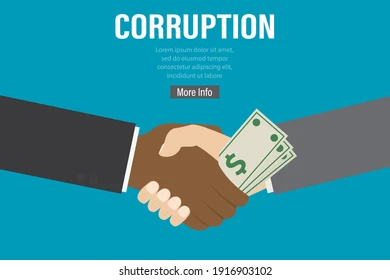 CORRUPTION
Lorem ipsum dolor sit amet,
sed do eiusmod tempor
consectetur adipiscing elit,
incididunt ut labore
More Info
$
shutterstock.com · 1916903102